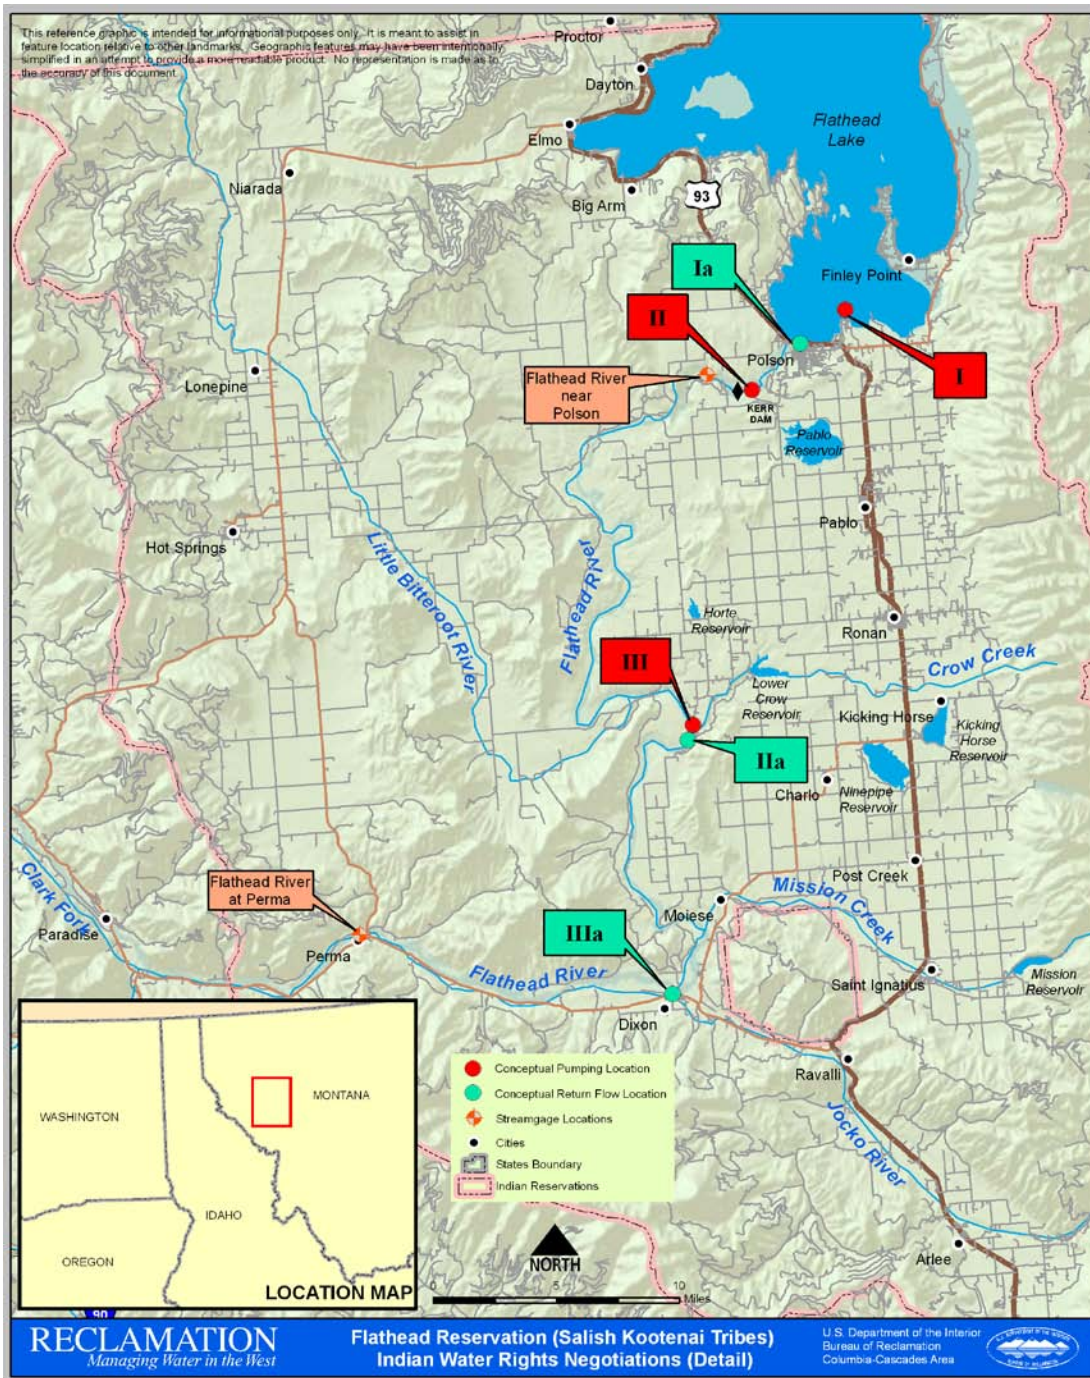 This reference graphic is intended for informational purposes only. It is meant to assist in
feature location relative to other landmarks. Geographic features may have been intentionally
simplified in an attempt to provide a more readable product. No representation is made as to
the accuracy of this document.
Proctor
Dayton
Elmo
Flathead
Lake
Niarada
Big Arm
93
Ia
Finley Point
II
Polson
I
Flathead River
near
Polson
KERR
DAM
Lonepine
Pablo
Reservoir
Pablo
Hot Springs
Little Bitteroot River
Flathead River
Horte
Reservoir
Ronan
III
Crow Creek
Lower
Crow
Reservoir
Kicking Horse
Kicking
Horse
Reservoir
IIa
Charlo
Ninepipe
Reservoir
Clark Fork
Post Creek
Flathead River
at Perma
Mission Creek
Moiese
Paradise
IIIa
Perma
Flathead River
Saint Ignatius
Mission
Reservoir
Dixon
Ravalli
Jocko River
Arlee
Conceptual Pumping Location
Conceptual Return Flow Location
Streamgage Locations
Cities
States Boundary
Indian Reservations
WASHINGTON
MONTANA
IDAHO
OREGON
LOCATION MAP
90
NORTH
0 5 10
Miles
RECLAMATION
Managing Water in the West
Flathead Reservation (Salish Kootenai Tribes)
Indian Water Rights Negotiations (Detail)
U.S. Department of the Interior
Bureau of Reclamation
Columbia-Cascades Area